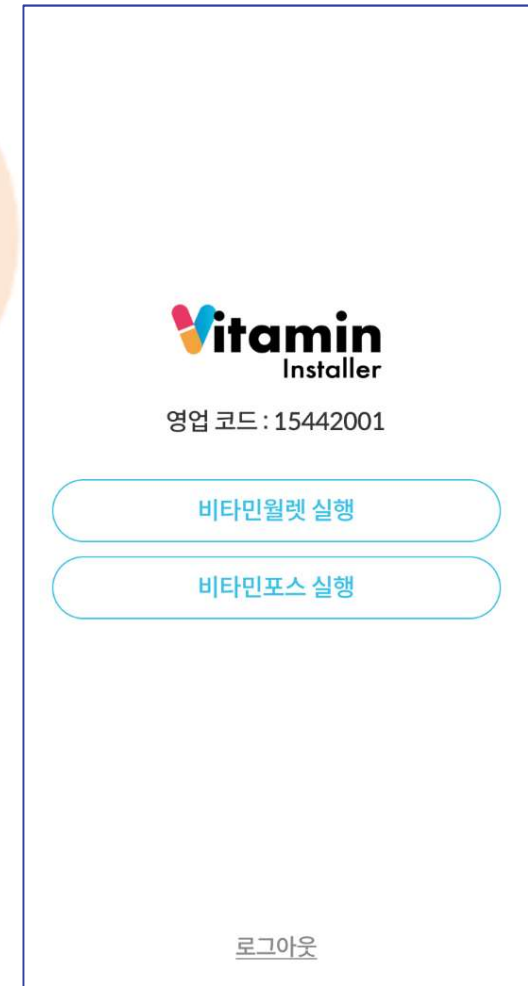 Vitamin
Installer
영업 코드 : 15442001
비타민월렛 실행
비타민포스 실행
로그아웃